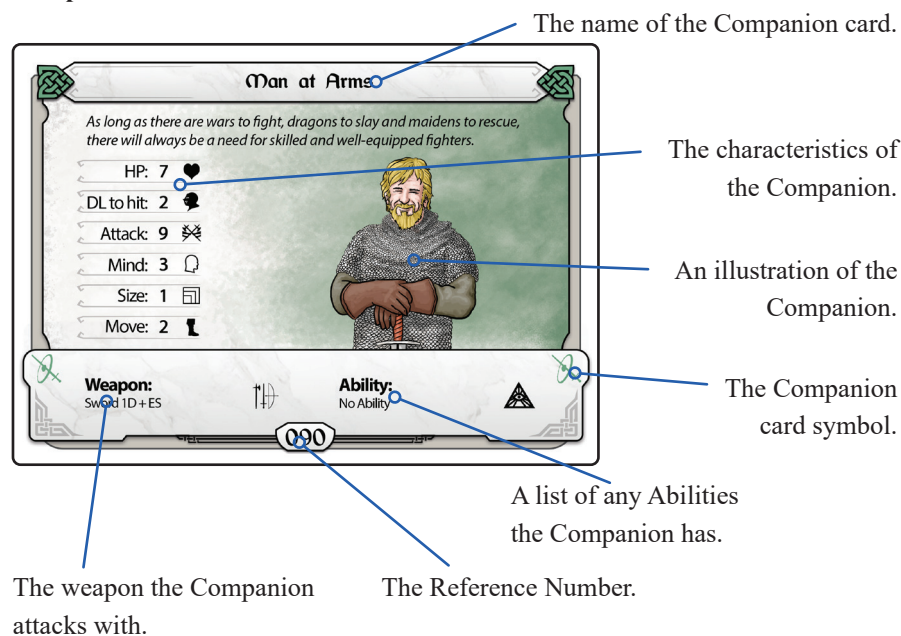 The name of the Companion card.
Man at Arms
As long as there are wars to fight, dragons to slay and maidens to rescue,
there will always be a need for skilled and well-equipped fighters.
HP: 7
DL to hit: 2
Attack: 9
Mind: 3
Size: 1
Move: 2
The characteristics of
the Companion.
An illustration of the
Companion.
Weapon:
Sword 1D + ES
Ability:
No Ability
090
The Companion
card symbol.
A list of any Abilities
the Companion has.
The weapon the Companion
attacks with.
The Reference Number.